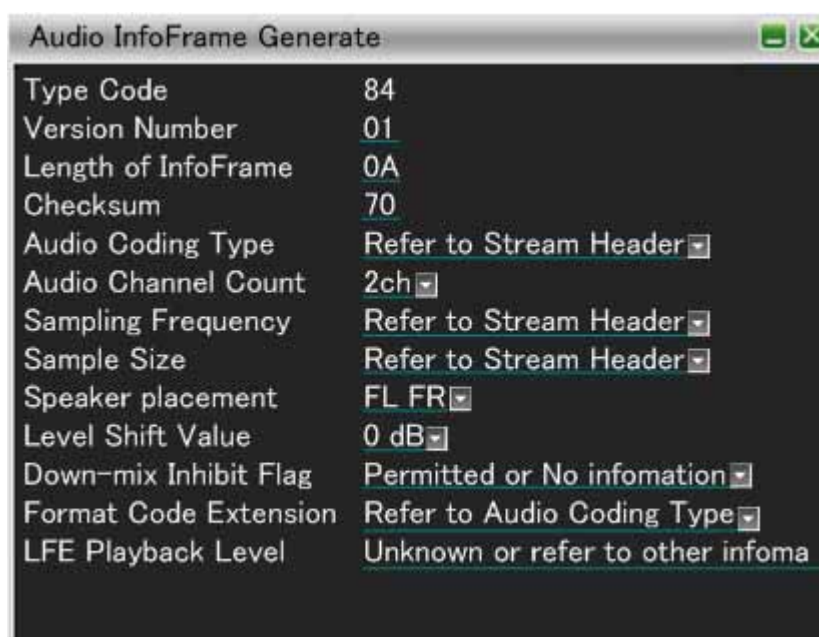 Audio InfoFrame Generate
Type Code 84
Version Number 01
Length of InfoFrame 0A
Checksum 70
Audio Coding Type Refer to Stream Header
Audio Channel Count 2ch
Sampling Frequency Refer to Stream Header
Sample Size Refer to Stream Header
Speaker placement FL FR
Level Shift Value 0 dB
Down-mix Inhibit Flag Permitted or No infomation
Format Code Extension Refer to Audio Coding Type
LFE Playback Level Unknown or refer to other infoma